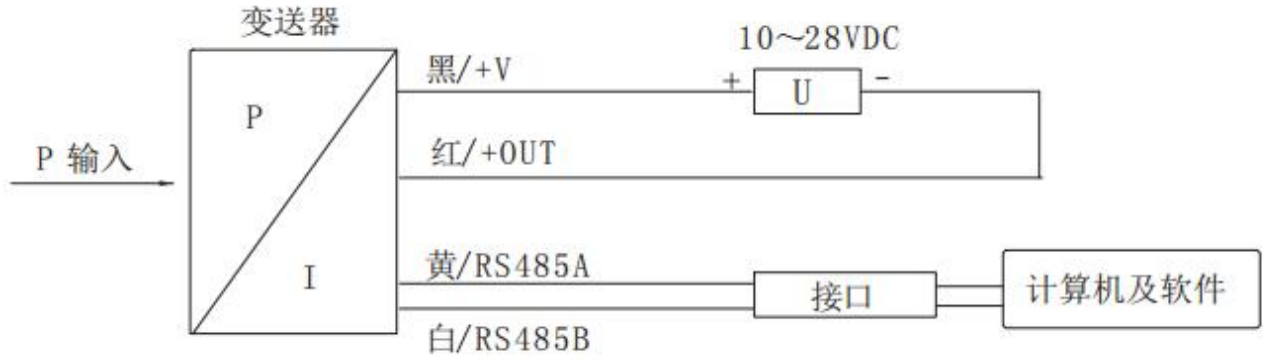 变送器
10～28VDC
黑/+V
+ U -
P
P 输入
红/+OUT
黄/RS485A
I
接口
计算机及软件
白/RS485B